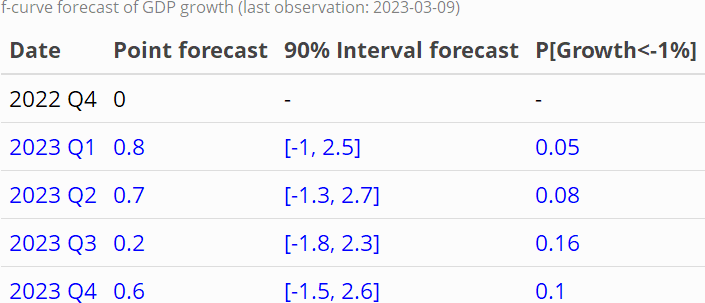 f-curve forecast of GDP growth (last observation: 2023-03-09)
Date Point forecast 90% Interval forecast P[Growth<-1%]
2022 Q4 0 - -
2023 Q1 0.8 [-1, 2.5] 0.05
2023 Q2 0.7 [-1.3, 2.7] 0.08
2023 Q3 0.2 [-1.8, 2.3] 0.16
2023 Q4 0.6 [-1.5, 2.6] 0.1